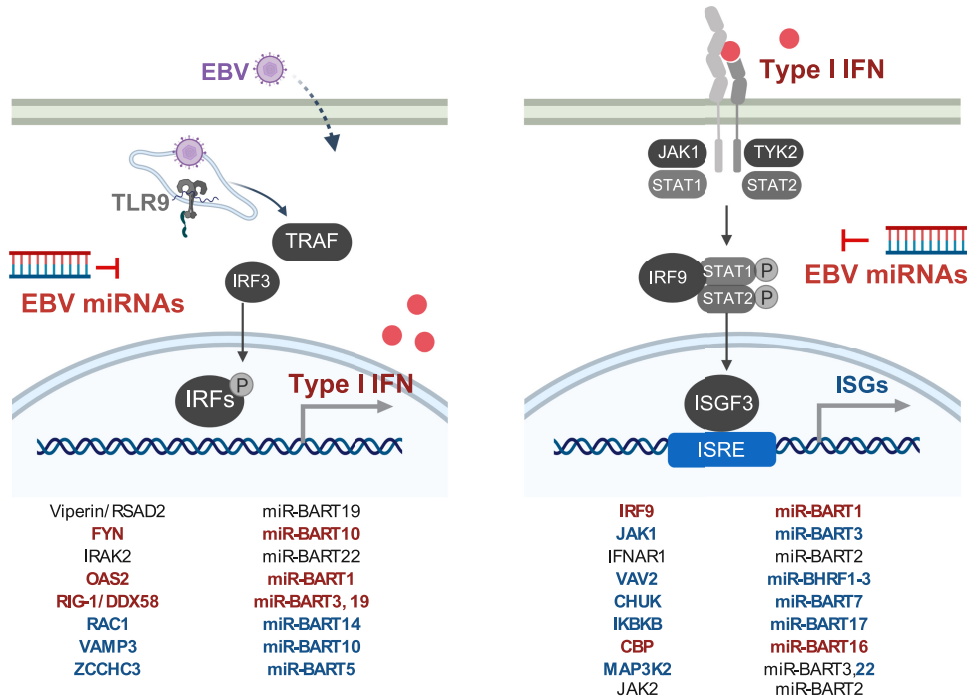 EBV
TLR9
TRAF
IRF3
EBV miRNAs
Type I IFN
P
IRFs
Viperin/RSAD2 miR-BART19
FYN miR-BART10
IRAK2 miR-BART22
OAS2 miR-BART1
RIG-1/DDX58 miR-BART3, 19
RAC1 miR-BART14
VAMP3 miR-BART10
ZCCHC3 miR-BART5
Type I IFN
JAK1 TYK2
STAT1 STAT2
IRF9 STAT1 P
STAT2 P
EBV miRNAs
ISGs
ISGF3
ISRE
IRF9 miR-BART1
JAK1 miR-BART3
IFNAR1 miR-BART2
VAV2 miR-BHRF1-3
CHUK miR-BART7
IKBKB miR-BART17
CBP miR-BART16
MAP3K2 miR-BART3,22
JAK2 miR-BART2